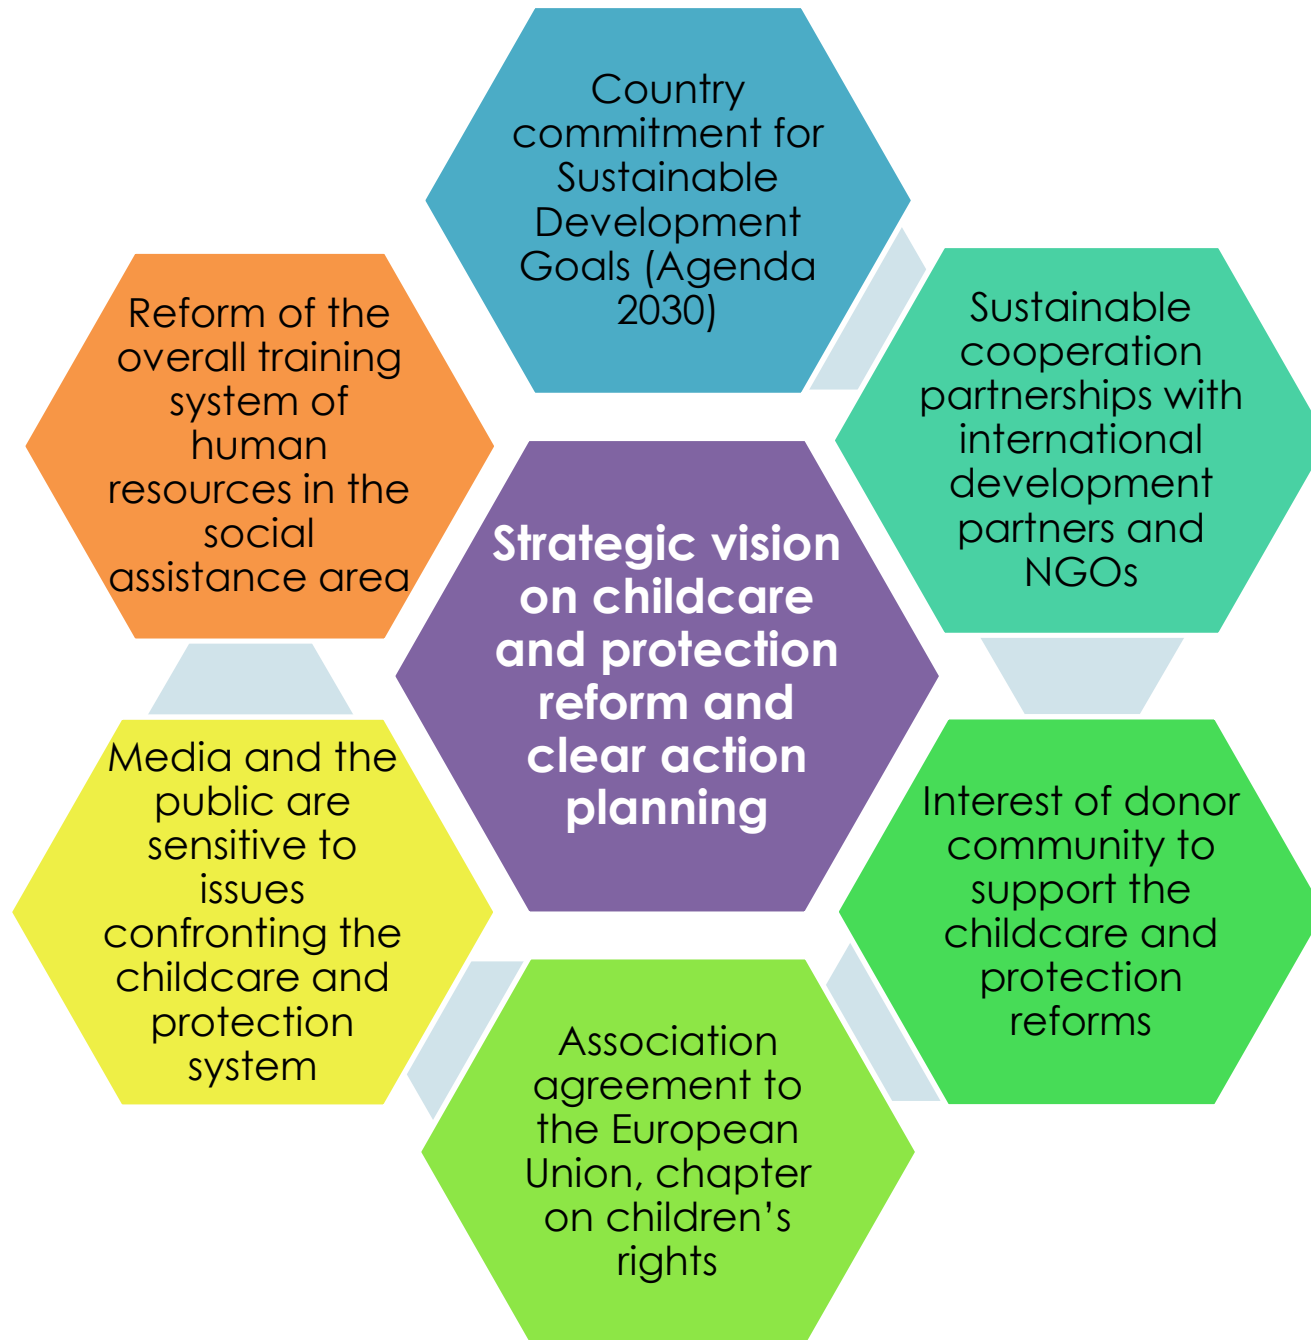 Country
commitment for
Sustainable
Development
Goals (Agenda
2030)
Sustainable
cooperation
partnerships with
international
development
partners and
NGOs
Interest of donor
community to
support the
childcare and
protection
reforms
Association
agreement to
the European
Union, chapter
on children’s
rights
Media and the
public are
sensitive to
issues
confronting the
childcare and
protection
system
Reform of the
overall training
system of
human
resources in the
social
assistance area
Strategic vision
on childcare
and protection
reform and
clear action
planning